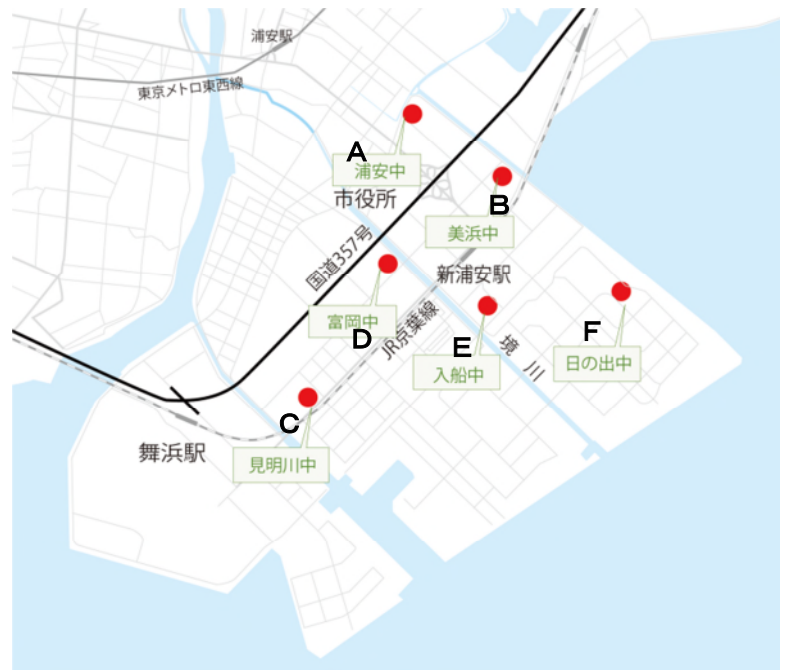 浦安駅
東京メトロ東西線
A
浦安中
市役所
B
美浜中
国道357号
新浦安駅
富岡中
D
JR京葉線
E
入船中
境川
F
日の出中
C
見明川中
舞浜駅